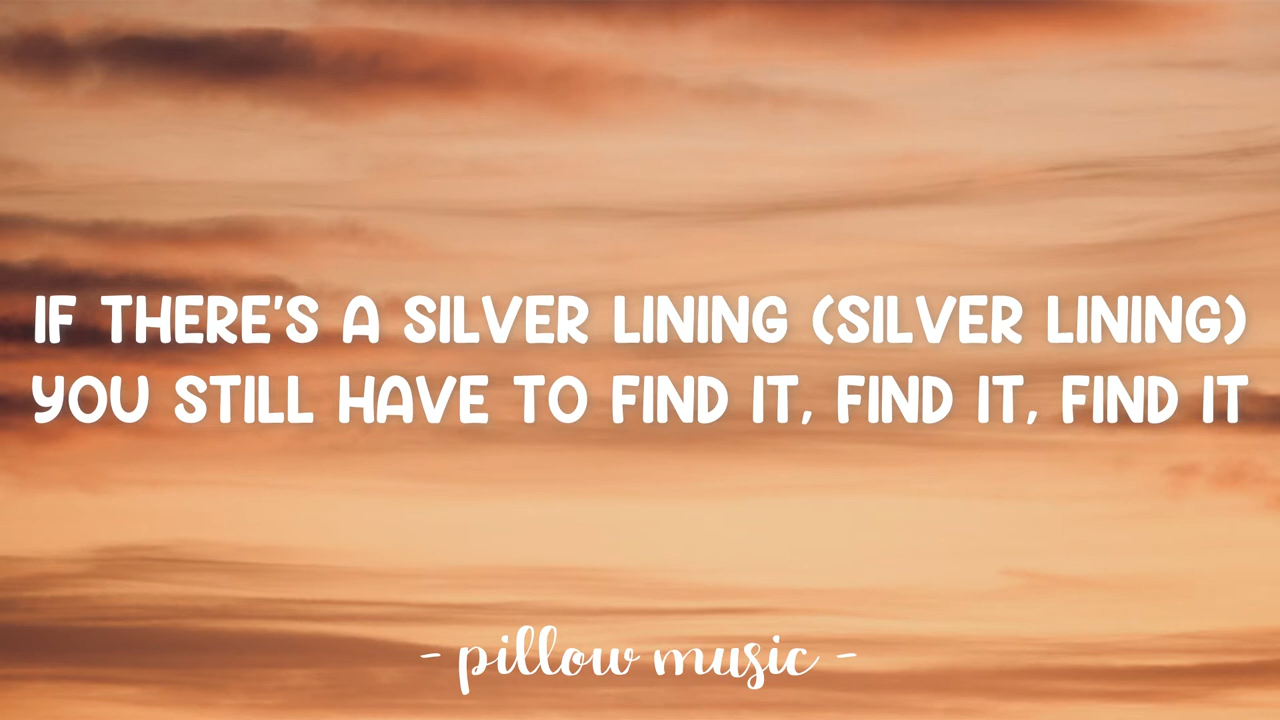 IF THERE'S A SILVER LINING (SILVER LINING)
YOU STILL HAVE TO FIND IT, FIND IT, FIND IT
- pillow music -